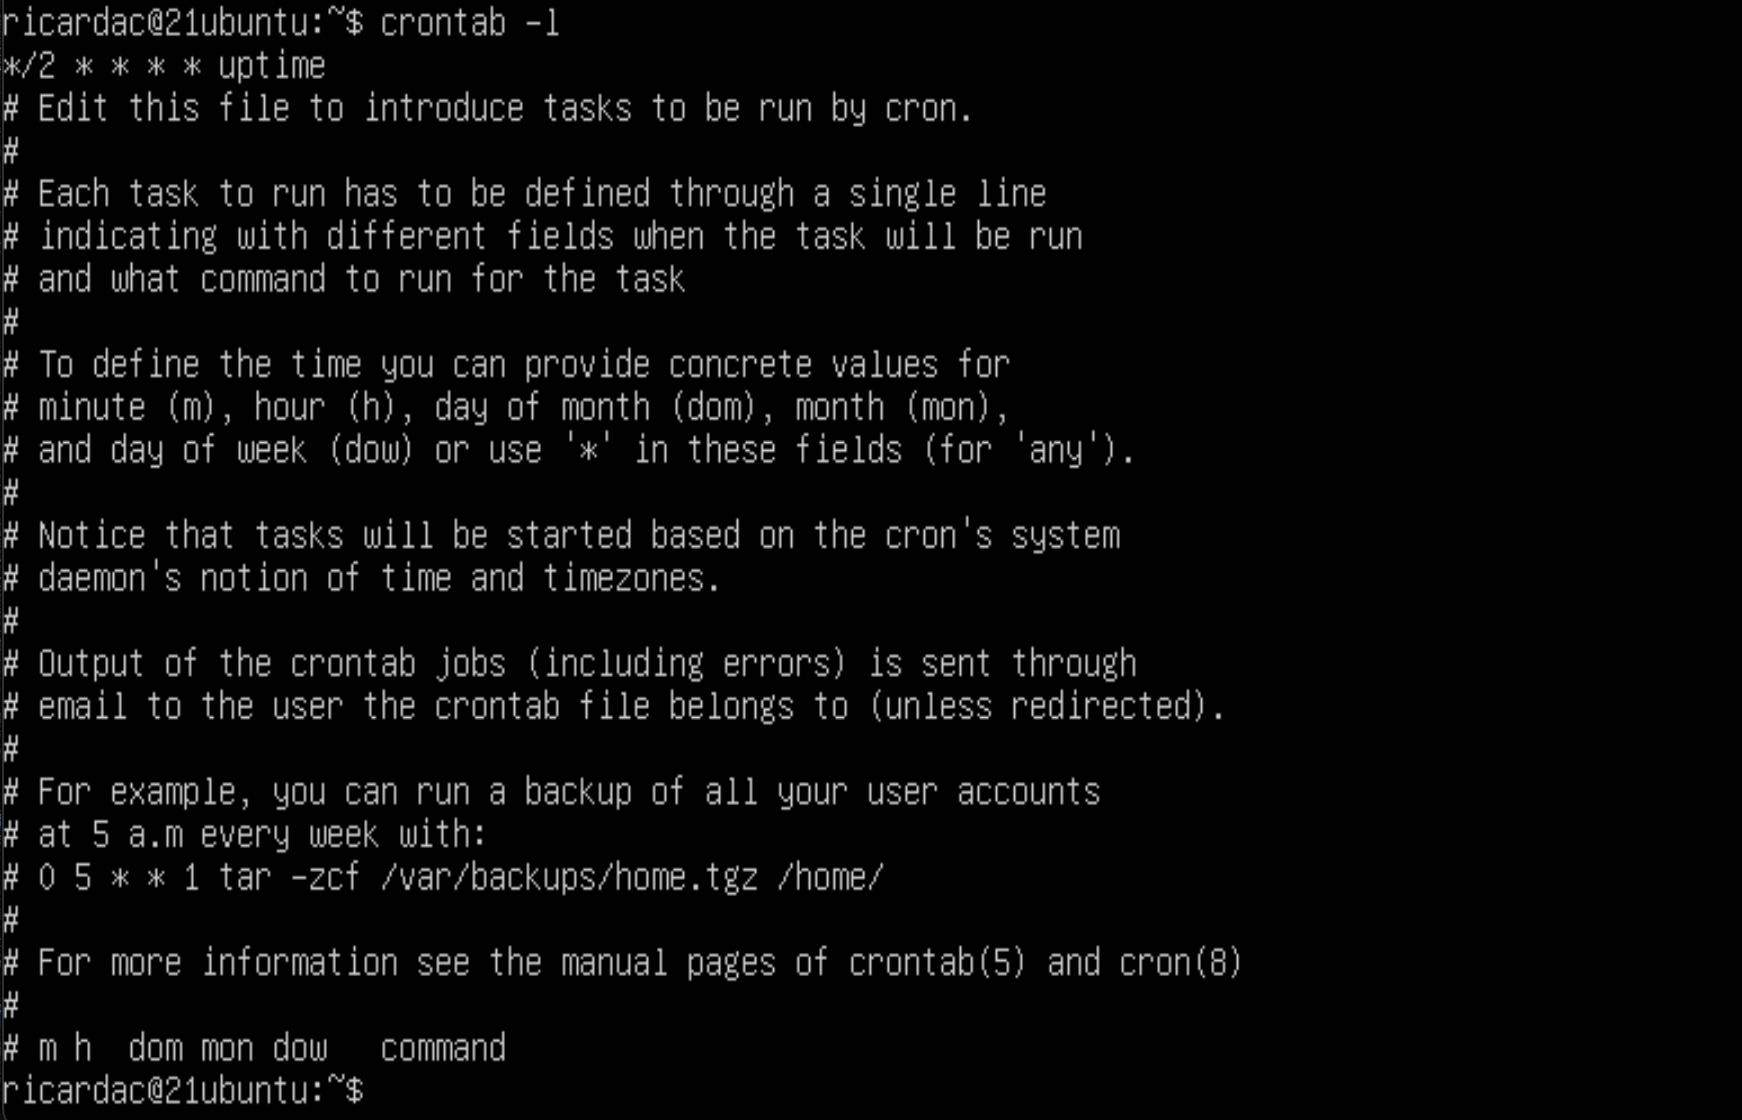 ricardac@21ubuntu:~$ crontab -l
*/2 * * * * uptime
# Edit this file to introduce tasks to be run by cron.
#
# Each task to run has to be defined through a single line
# indicating with different fields when the task will be run
# and what command to run for the task
#
# To define the time you can provide concrete values for
# minute (m), hour (h), day of month (dom), month (mon),
# and day of week (dow) or use '*' in these fields (for 'any').
#
# Notice that tasks will be started based on the cron's system
# daemon's notion of time and timezones.
#
# Output of the crontab jobs (including errors) is sent through
# email to the user the crontab file belongs to (unless redirected).
#
# For example, you can run a backup of all your user accounts
# at 5 a.m every week with:
# 0 5 * * 1 tar -zcf /var/backups/home.tgz /home/
#
# For more information see the manual pages of crontab(5) and cron(8)
#
# m h  dom mon dow   command
ricardac@21ubuntu:~$